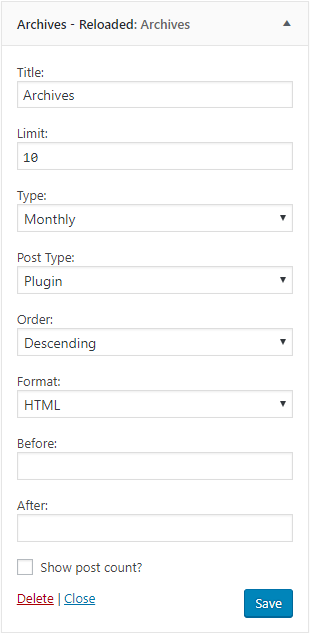 Archives - Reloaded: Archives
Title:
Archives
Limit:
10
Type:
Monthly
Post Type:
Plugin
Order:
Descending
Format:
HTML
Before:
After:
Show post count?
Delete | Close
Save